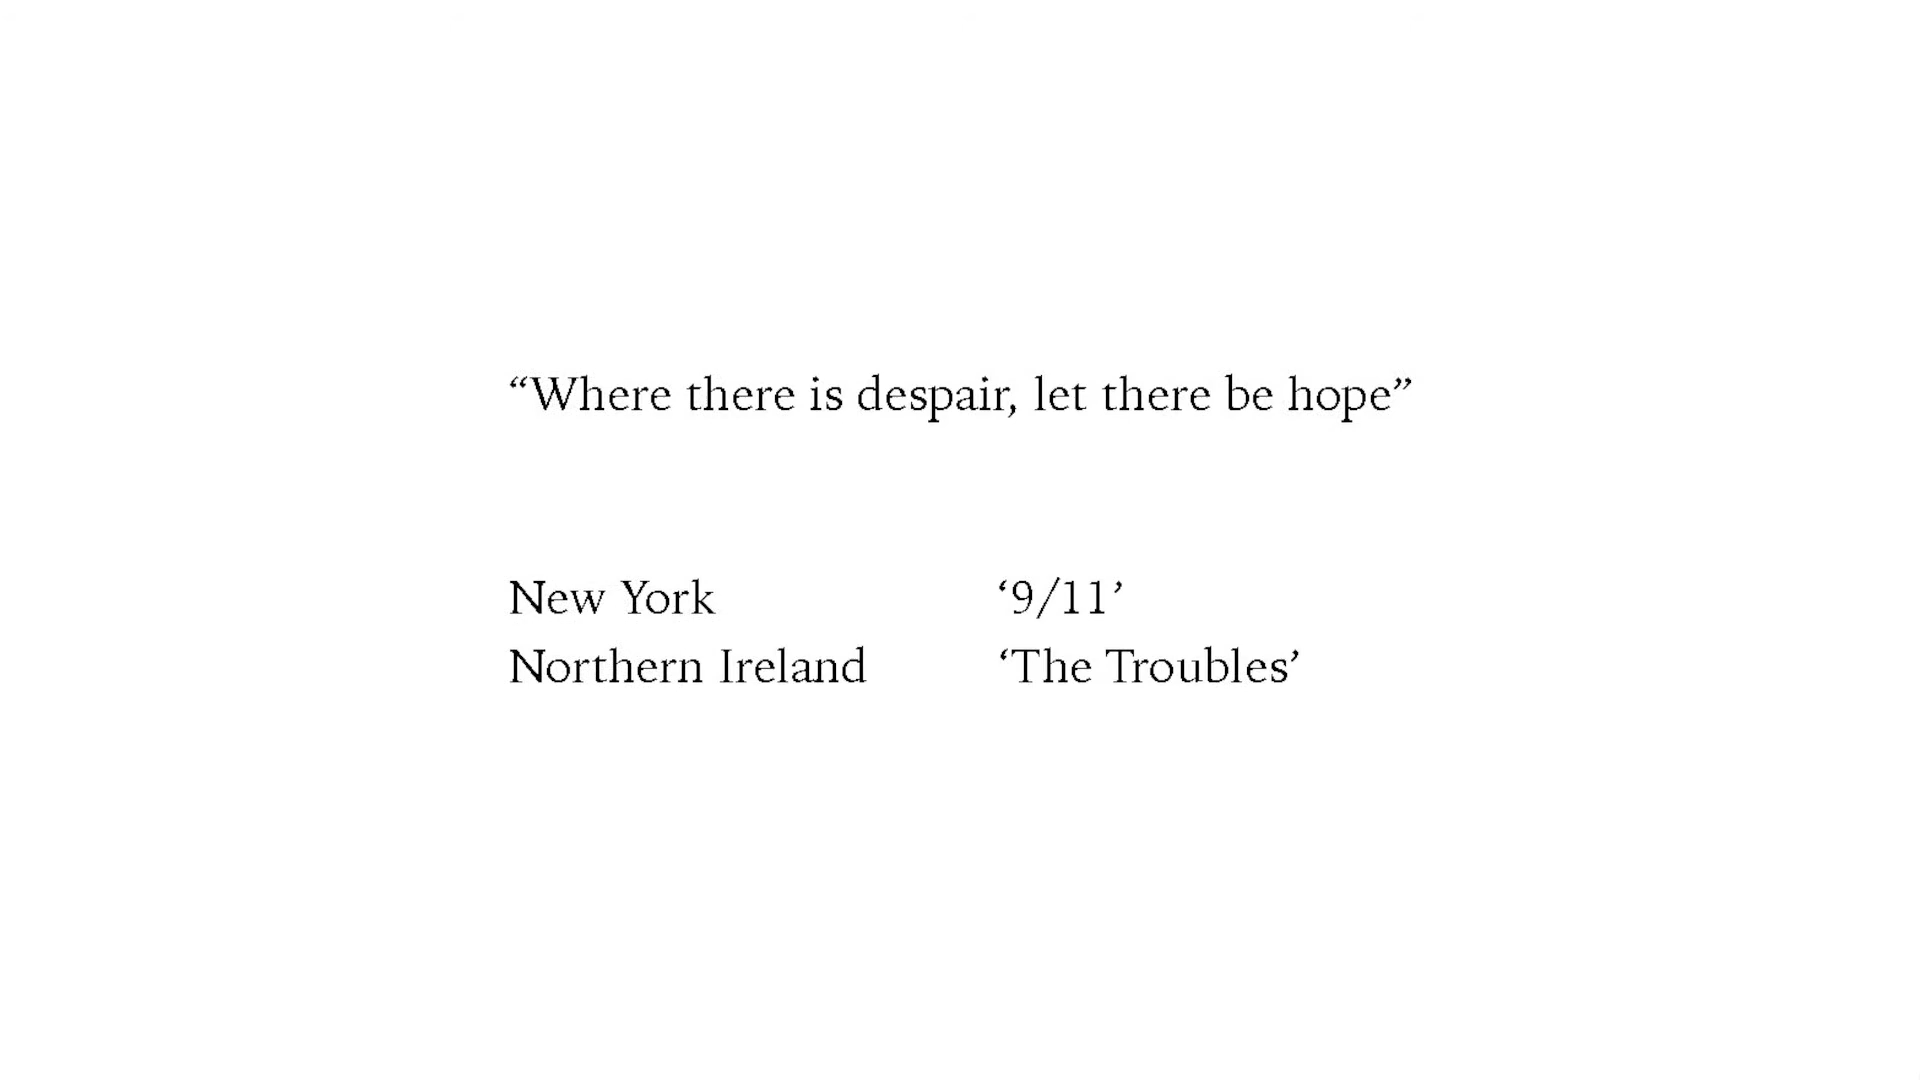 “Where there is despair, let there be hope”
New York ‘9/11’
Northern Ireland ‘The Troubles’